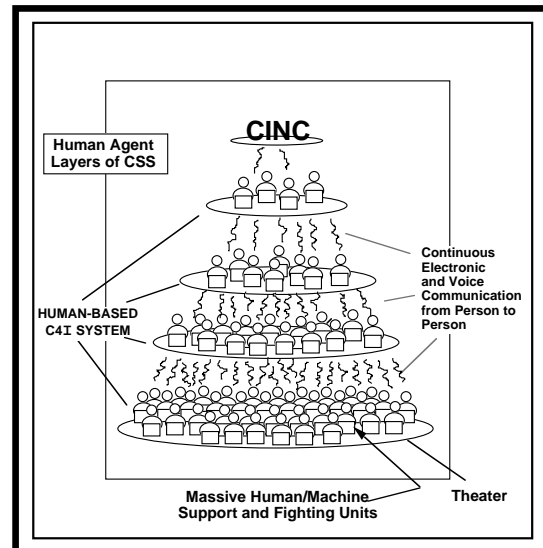 CINC
Human Agent
Layers of CSS
Continuous
Electronic
and Voice
Communication
from Person to
Person
HUMAN-BASED
C4I SYSTEM
Massive Human/Machine
Support and Fighting Units
Theater